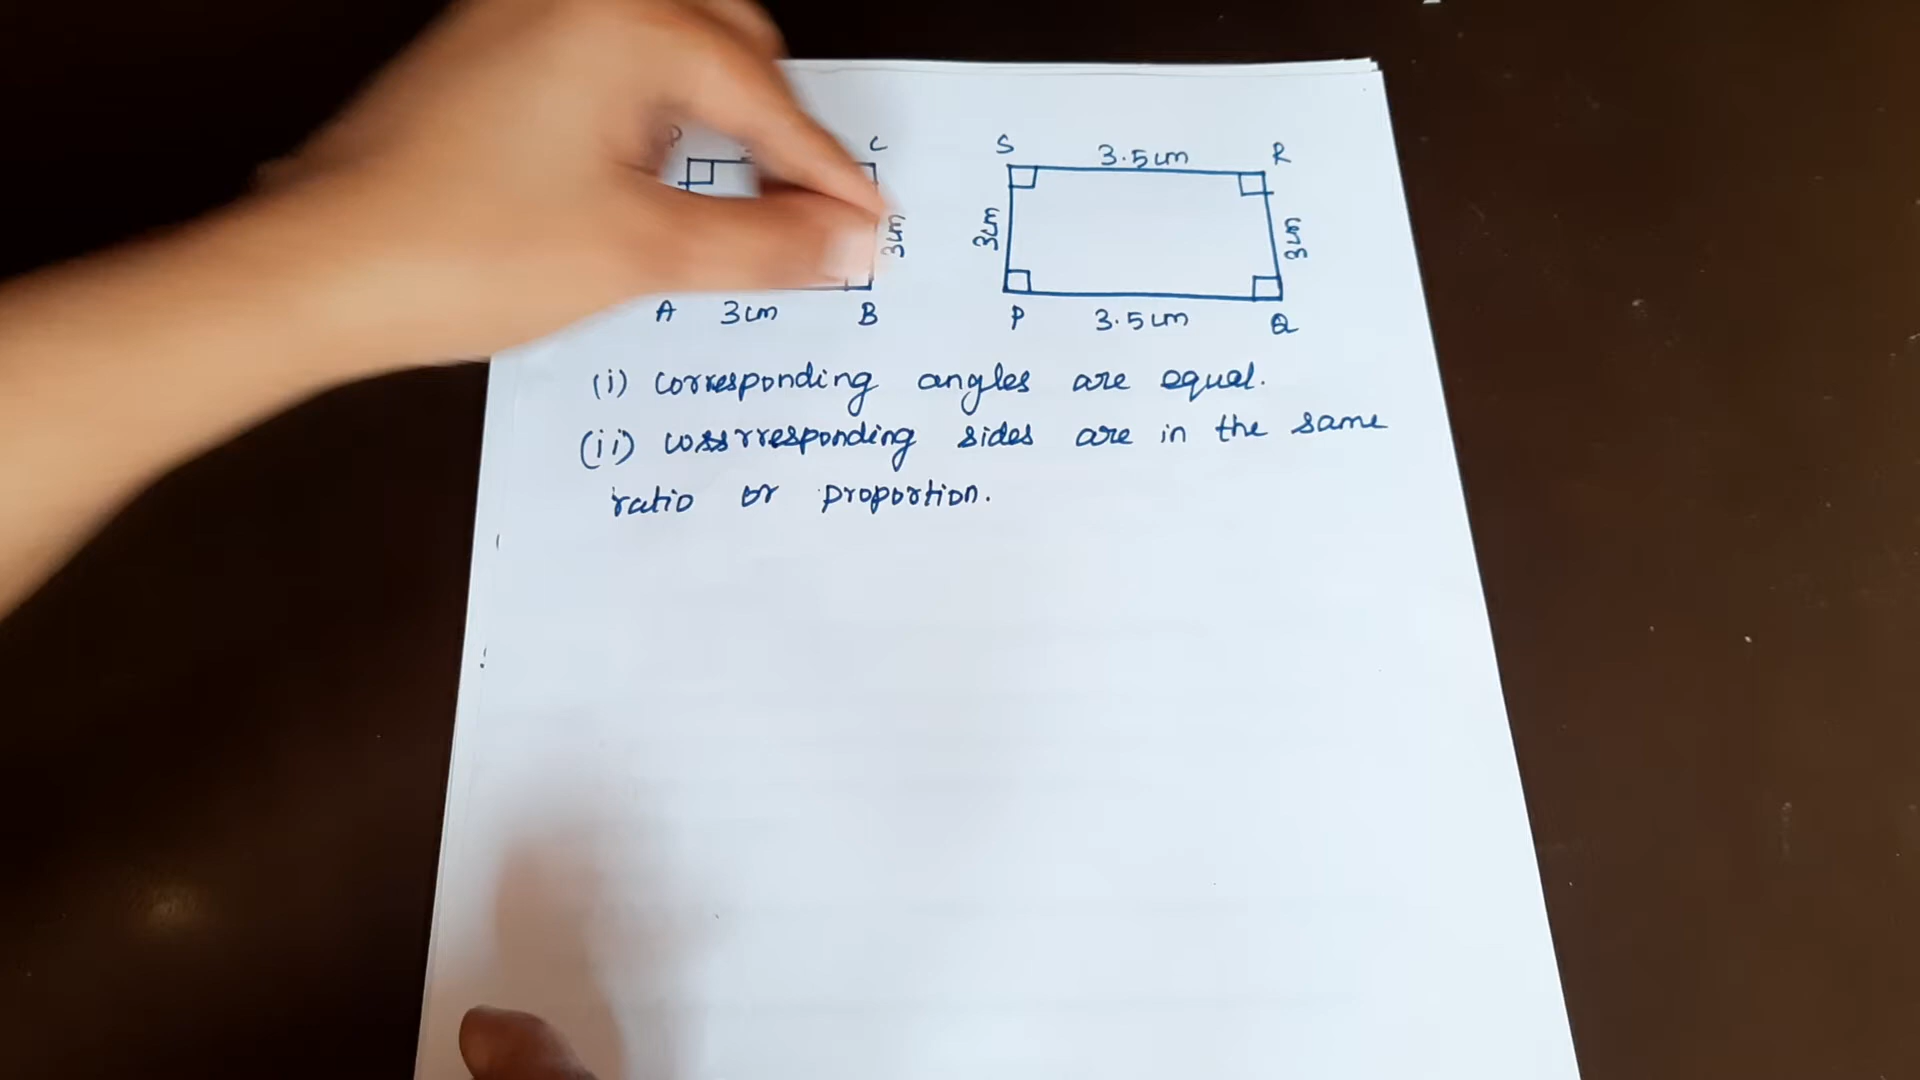 D C S 3.5cm R
3cm 3cm 3cm
A 3cm B P 3.5cm Q
(i) corresponding angles are equal.
(ii) corresponding sides are in the same
ratio or proportion.